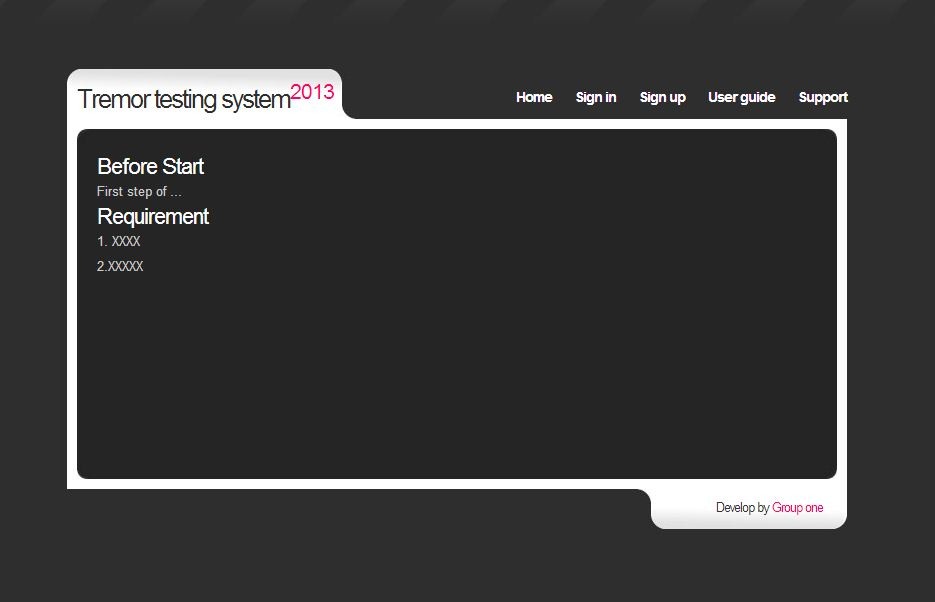 Tremor testing system2013
Home Sign in Sign up User guide Support
Before Start
First step of ...
Requirement
1. XXXX
2.XXXXX
Develop by Group one